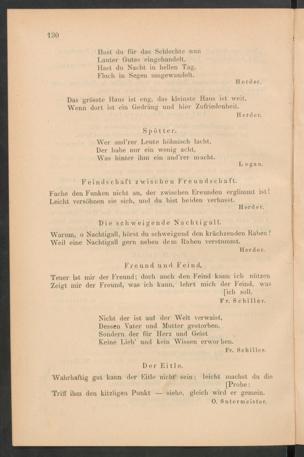 130
Hast du für das Schlechte nun
Lauter Gutes eingehandelt,
Hast du Nacht in hellen Tag,
Fluch in Segen umgewandelt.
Herder.
Das grösste Haus ist eng, das kleinste Haus ist weit,
Wenn dort ist ein Gedräng und hier Zufriedenheit.
Herder.
Spötter.
Wer and'rer Leute höhnisch lacht,
Der habe nur ein wenig acht,
Was hinter ihm ein and'rer macht.
Logau.
Feindschaft zwischen Freundschaft.
Fache den Funken nicht an, der zwischen Freunden erglimmt ist!
Leicht versöhnen sie sich, und du bist beiden verhasst.
Herder.
Die schweigende Nachtigall.
Warum, o Nachtigall, hörst du schweigend den krächzenden Raben?
Weil eine Nachtigall gern neben dem Raben verstummt.
Herder.
Freund und Feind.
Teuer ist mir der Freund; doch auch den Feind kann ich nützen
Zeigt mir der Freund, was ich kann, lehrt mich der Feind, was
[ich soll.
Fr. Schiller.
Nicht der ist auf der Welt verwaist,
Dessen Vater und Mutter gestorben,
Sondern der für Herz und Geist
Keine Lieb' und kein Wissen erworben.
Fr. Schiller.
Der Eitle.
Wahrhaftig gut kann der Eitle nicht sein; leicht machst du die
[Probe:
Triff ihm den kitzligen Punkt — siehe, gleich wird er gemein.
O. Sutermeister.